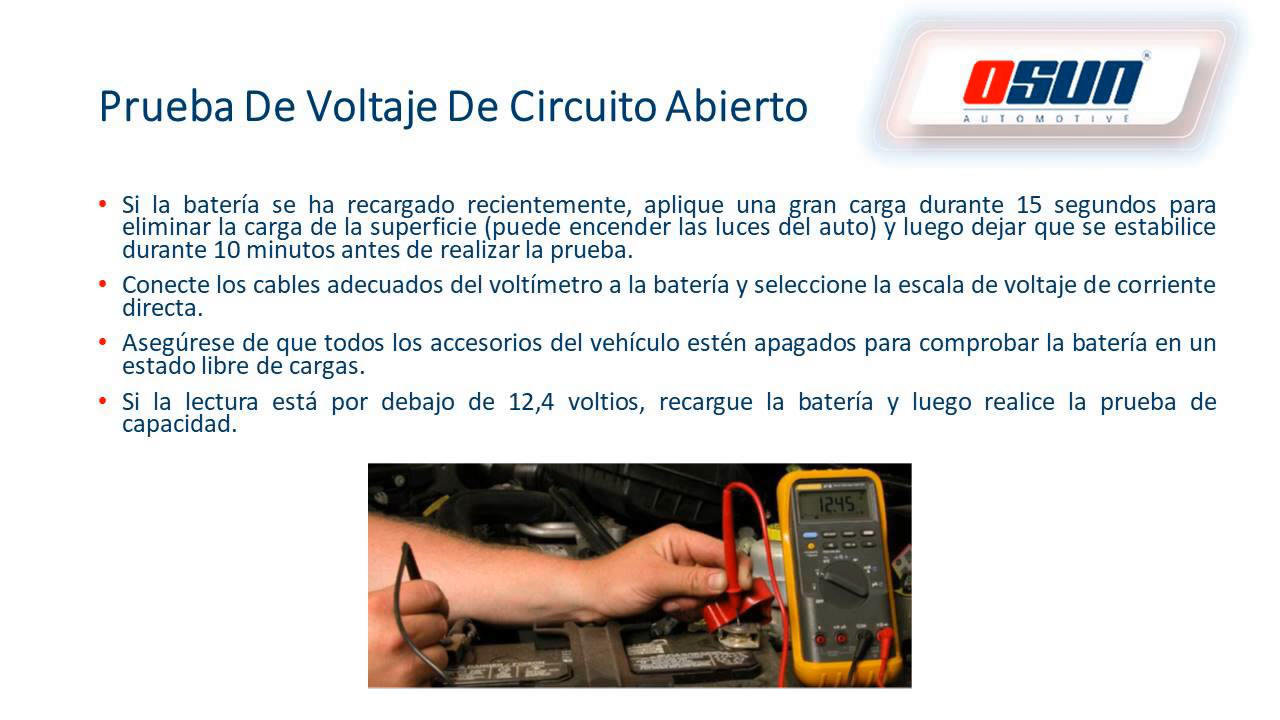 OSUN
AUTOMOTIVE
Prueba De Voltaje De Circuito Abierto
• Si la batería se ha recargado recientemente, aplique una gran carga durante 15 segundos para
eliminar la carga de la superficie (puede encender las luces del auto) y luego dejar que se estabilice
durante 10 minutos antes de realizar la prueba.
• Conecte los cables adecuados del voltímetro a la batería y seleccione la escala de voltaje de corriente
directa.
• Asegúrese de que todos los accesorios del vehículo estén apagados para comprobar la batería en un
estado libre de cargas.
• Si la lectura está por debajo de 12,4 voltios, recargue la batería y luego realice la prueba de
capacidad.
12.45